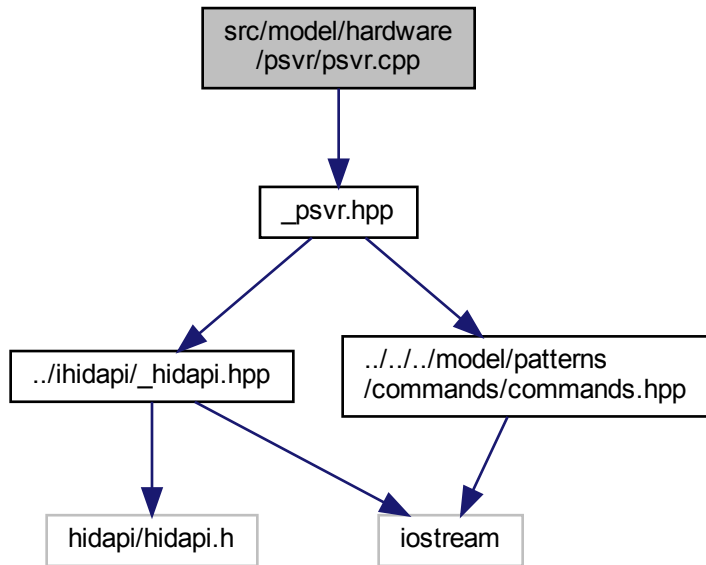 src/model/hardware
/psvr/psvr.cpp
_psvr.hpp
../ihidapi/_hidapi.hpp
../../../model/patterns
/commands/commands.hpp
hidapi/hidapi.h
iostream